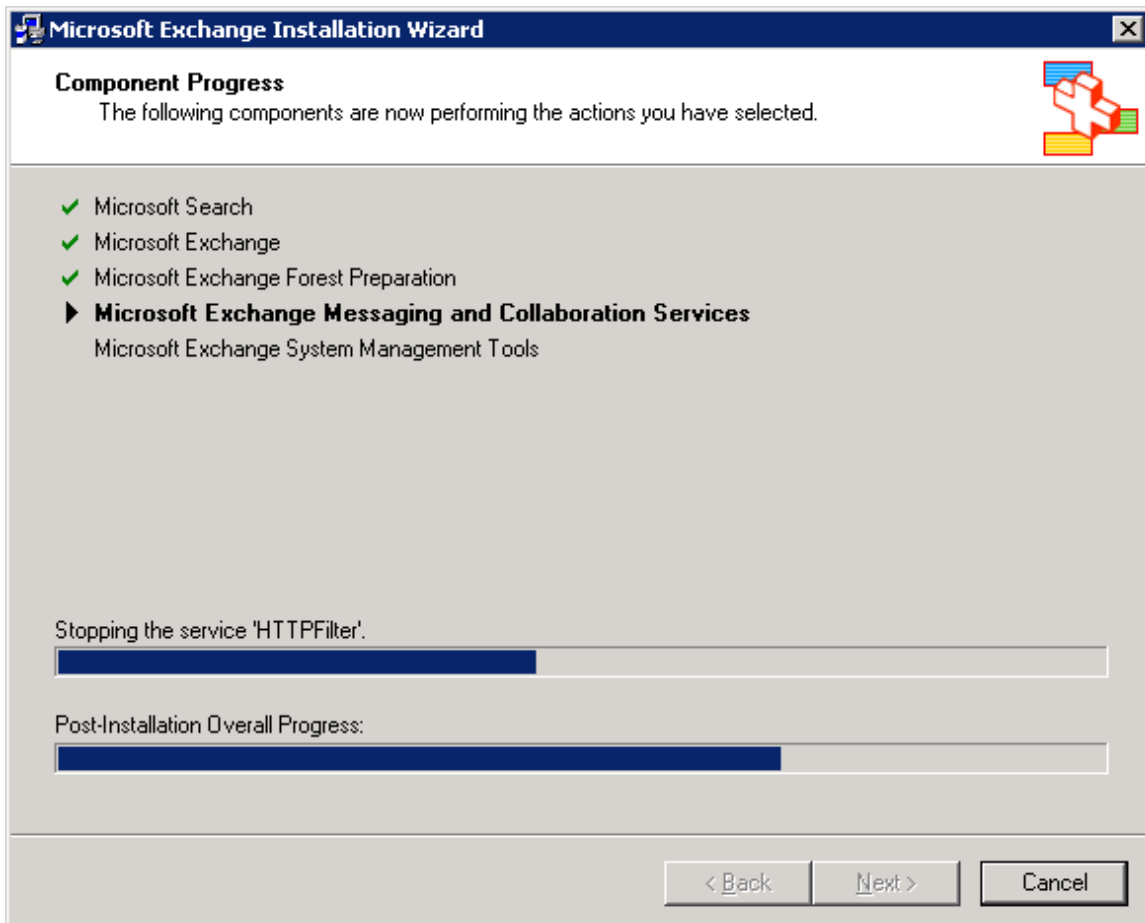 Microsoft Exchange Installation Wizard
Component Progress
The following components are now performing the actions you have selected.
Microsoft Search
Microsoft Exchange
Microsoft Exchange Forest Preparation
Microsoft Exchange Messaging and Collaboration Services
Microsoft Exchange System Management Tools
Stopping the service 'HTTPFilter'.
Post-Installation Overall Progress:
< Back Next > Cancel